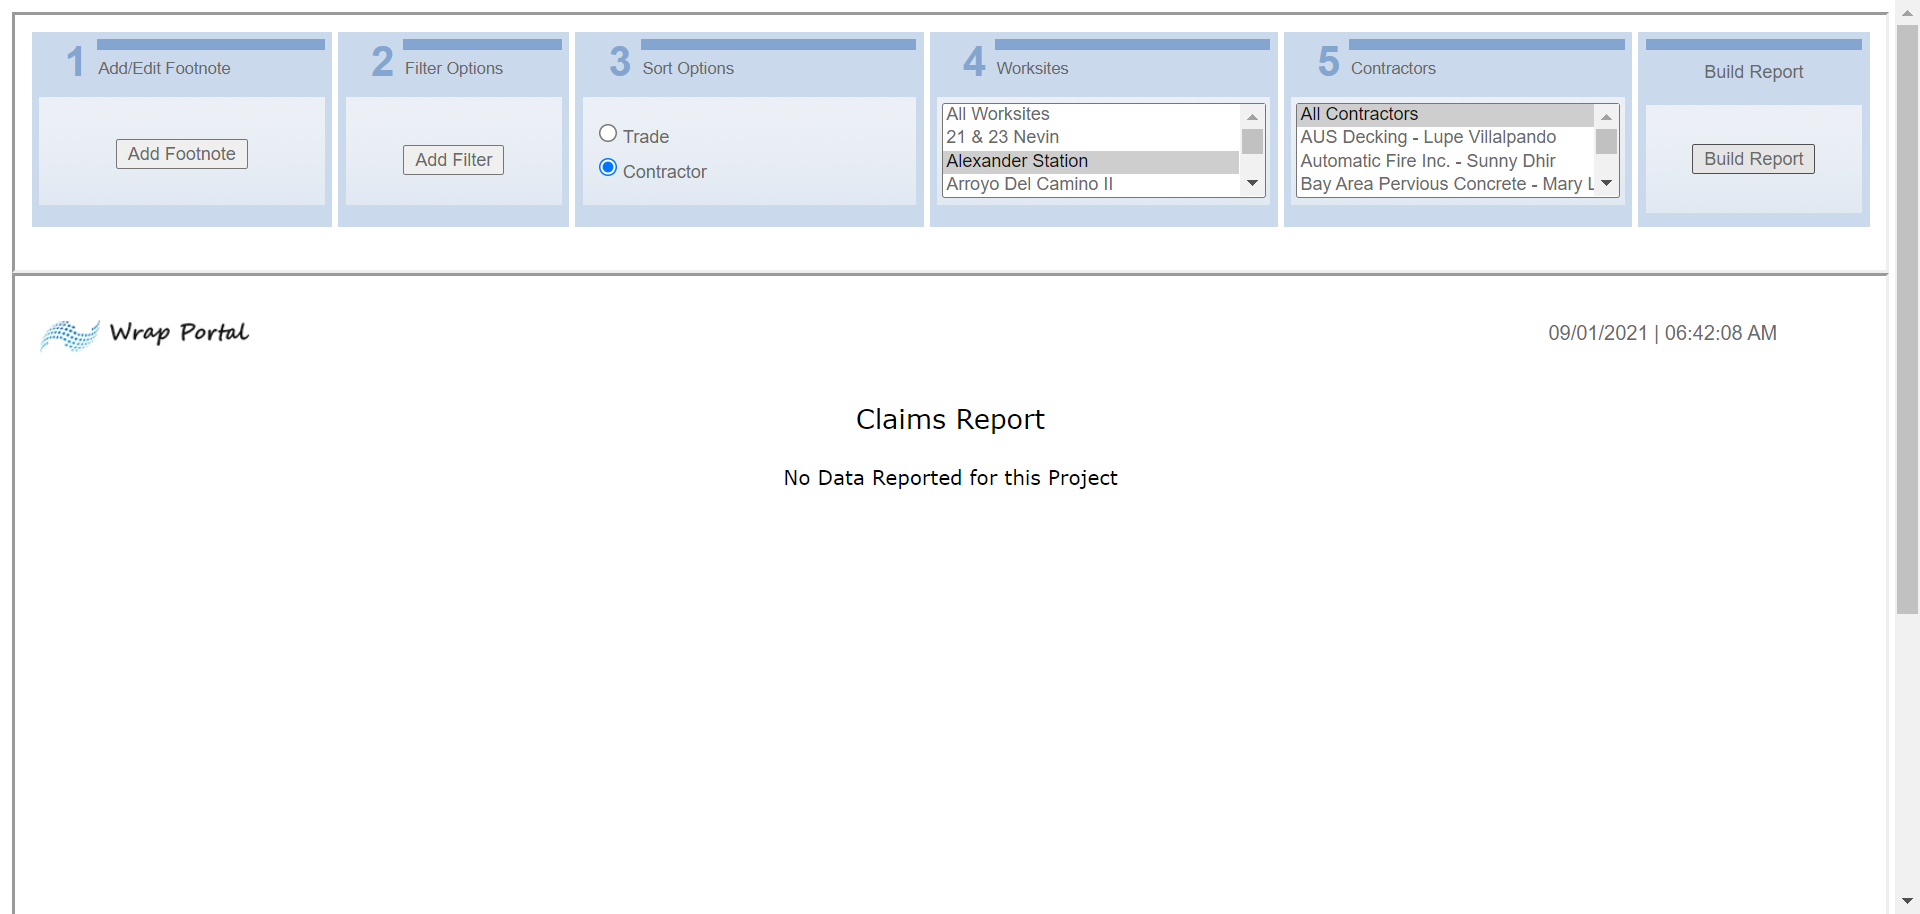 1 Add/Edit Footnote
Add Footnote
2 Filter Options
Add Filter
3 Sort Options
Trade
Contractor
4 Worksites
All Worksites
21 & 23 Nevin
Alexander Station
Arroyo Del Camino II
5 Contractors
All Contractors
AUS Decking - Lupe Villalpando
Automatic Fire Inc. - Sunny Dhir
Bay Area Pervious Concrete - Mary L
Build Report
Build Report
Wrap Portal
09/01/2021 | 06:42:08 AM
Claims Report
No Data Reported for this Project